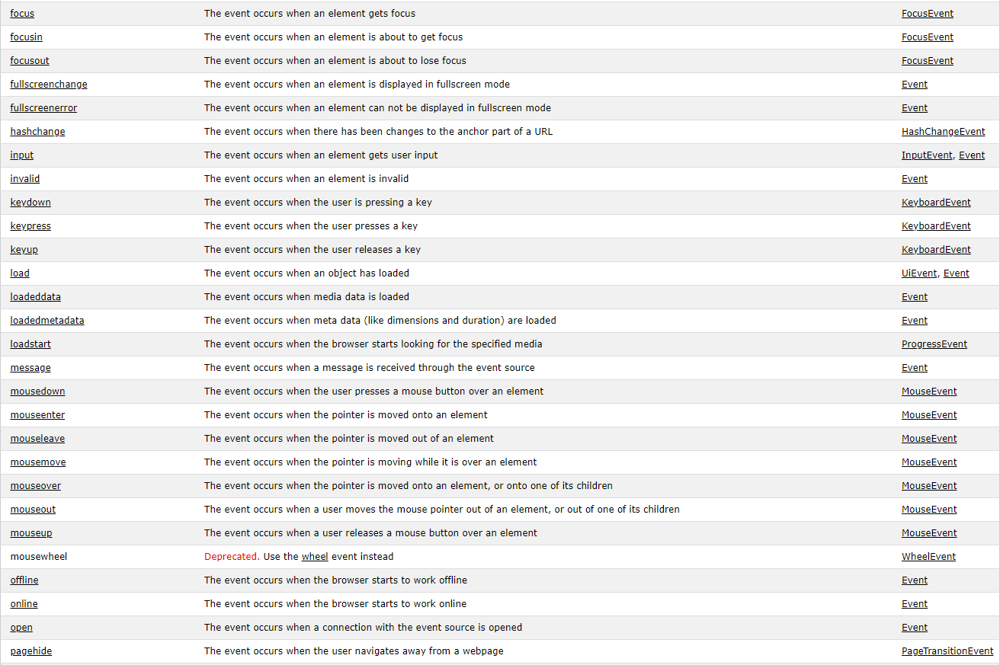 focus The event occurs when an element gets focus FocusEvent
focusin The event occurs when an element is about to get focus FocusEvent
focusout The event occurs when an element is about to lose focus FocusEvent
fullscreenchange The event occurs when an element is displayed in fullscreen mode Event
fullscreenerror The event occurs when an element can not be displayed in fullscreen mode Event
hashchange The event occurs when there has been changes to the anchor part of a URL HashChangeEvent
input The event occurs when an element gets user input InputEvent, Event
invalid The event occurs when an element is invalid Event
keydown The event occurs when the user is pressing a key KeyboardEvent
keypress The event occurs when the user presses a key KeyboardEvent
keyup The event occurs when the user releases a key KeyboardEvent
load The event occurs when an object has loaded UiEvent, Event
loadeddata The event occurs when media data is loaded Event
loadedmetadata The event occurs when meta data (like dimensions and duration) are loaded Event
loadstart The event occurs when the browser starts looking for the specified media ProgressEvent
message The event occurs when a message is received through the event source Event
mousedown The event occurs when the user presses a mouse button over an element MouseEvent
mouseenter The event occurs when the pointer is moved onto an element MouseEvent
mouseleave The event occurs when the pointer is moved out of an element MouseEvent
mousemove The event occurs when the pointer is moving while it is over an element MouseEvent
mouseover The event occurs when the pointer is moved onto an element, or onto one of its children MouseEvent
mouseout The event occurs when a user moves the mouse pointer out of an element, or out of one of its children MouseEvent
mouseup The event occurs when a user releases a mouse button over an element MouseEvent
mousewheel Deprecated. Use the wheel event instead WheelEvent
offline The event occurs when the browser starts to work offline Event
online The event occurs when the browser starts to work online Event
open The event occurs when a connection with the event source is opened Event
pagehide The event occurs when the user navigates away from a webpage PageTransitionEvent